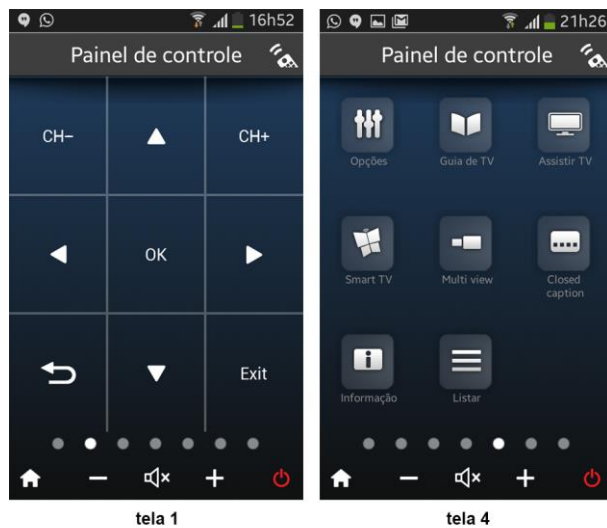 16h52
Painel de controle
CH−
CH+
OK
Exit
tela 1
21h26
Painel de controle
Opções
Guia de TV
Assistir TV
Smart TV
Multi view
Closed
caption
Informação
Listar
tela 4